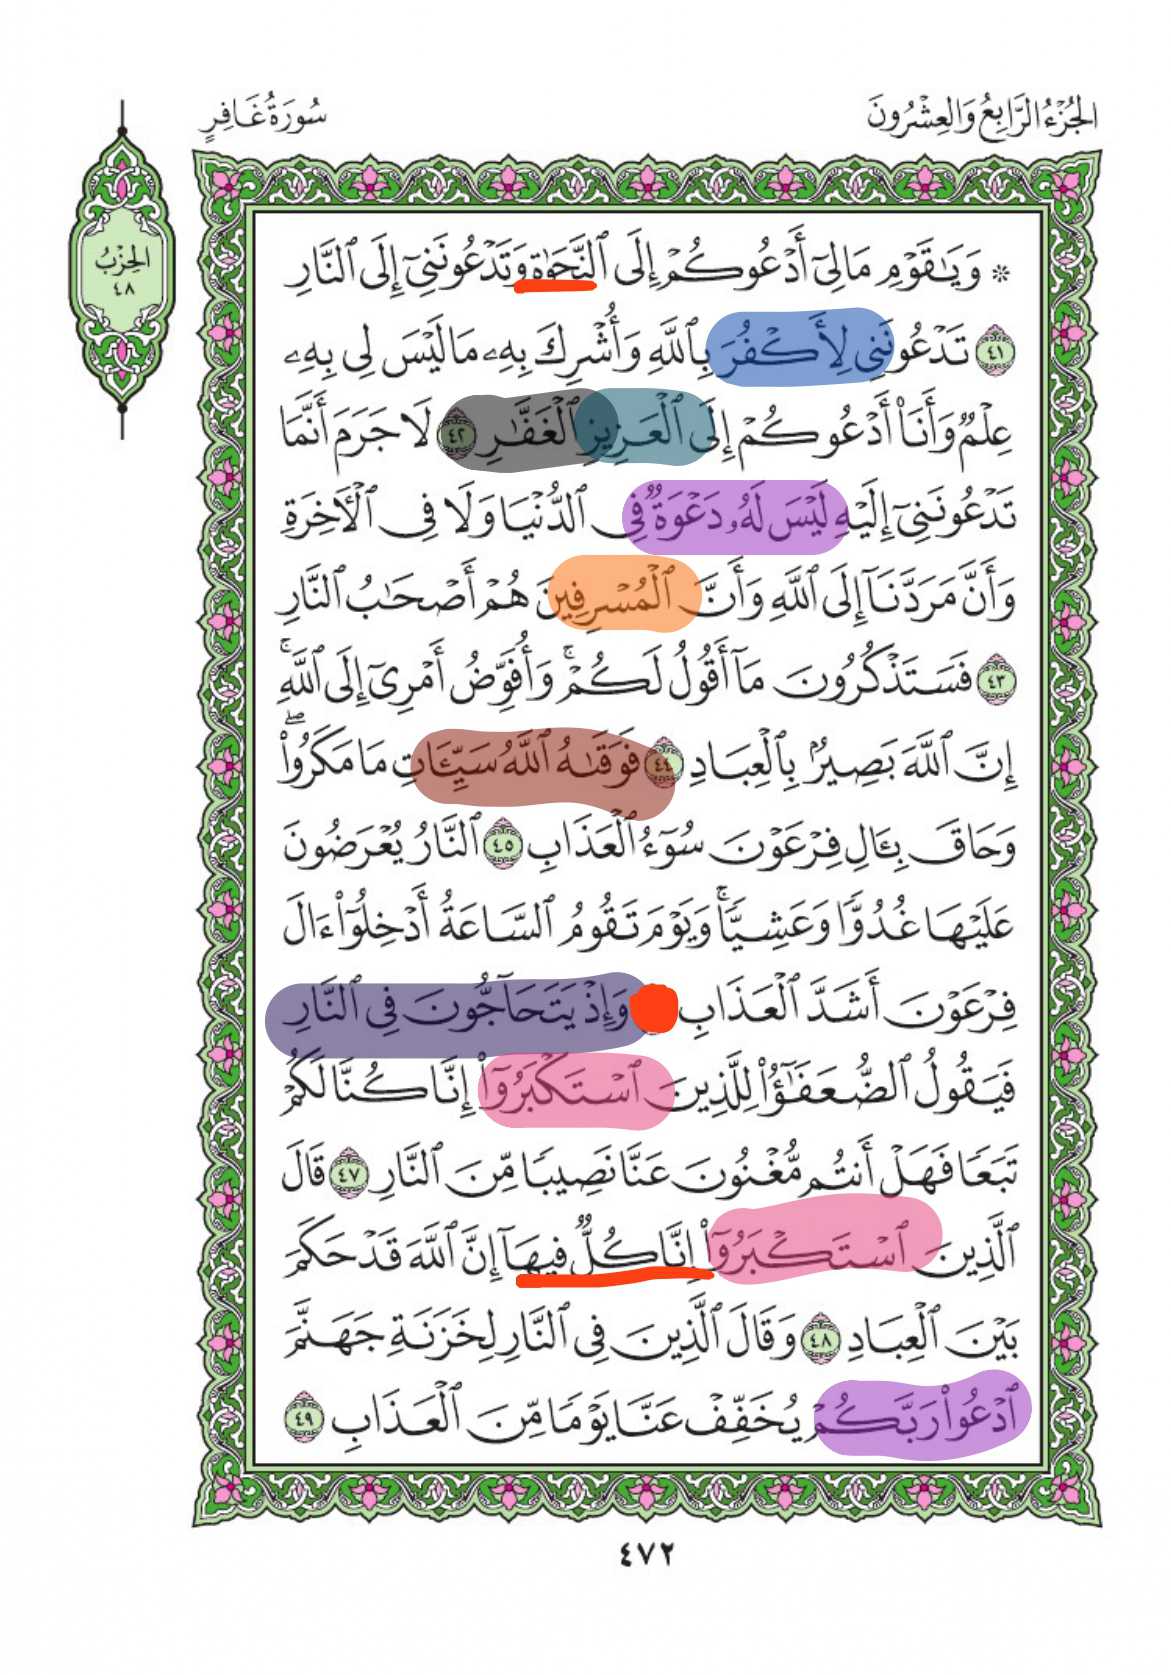 الجُزْءُ الرَّابِعُ وَالعِشْرُونَ
سُورَةُ غَافِرٍ
الحِزْبُ
٤٨
۞ وَيَٰقَوْمِ مَا لِيٓ أَدْعُوكُمْ إِلَى ٱلنَّجَوٰةِ وَتَدْعُونَنِيٓ إِلَى ٱلنَّارِ
٤١ تَدْعُونَنِي لِأَكْفُرَ بِٱللَّهِ وَأُشْرِكَ بِهِۦ مَا لَيْسَ لِي بِهِۦ
عِلْمٌ وَأَنَا۠ أَدْعُوكُمْ إِلَى ٱلْعَزِيزِ ٱلْغَفَّٰرِ ٤٢ لَا جَرَمَ أَنَّمَا
تَدْعُونَنِيٓ إِلَيْهِ لَيْسَ لَهُۥ دَعْوَةٌ فِي ٱلدُّنْيَا وَلَا فِي ٱلْأٓخِرَةِ
وَأَنَّ مَرَدَّنَآ إِلَى ٱللَّهِ وَأَنَّ ٱلْمُسْرِفِينَ هُمْ أَصْحَٰبُ ٱلنَّارِ
٤٣ فَسَتَذْكُرُونَ مَآ أَقُولُ لَكُمْۚ وَأُفَوِّضُ أَمْرِيٓ إِلَى ٱللَّهِۚ
إِنَّ ٱللَّهَ بَصِيرُۢ بِٱلْعِبَادِ ٤٤ فَوَقَىٰهُ ٱللَّهُ سَيِّـَٔاتِ مَا مَكَرُوا۟ۖ
وَحَاقَ بِـَٔالِ فِرْعَوْنَ سُوٓءُ ٱلْعَذَابِ ٤٥ ٱلنَّارُ يُعْرَضُونَ
عَلَيْهَا غُدُوًّا وَعَشِيًّاۚ وَيَوْمَ تَقُومُ ٱلسَّاعَةُ أَدْخِلُوٓا۟ ءَالَ
فِرْعَوْنَ أَشَدَّ ٱلْعَذَابِ وَإِذْ يَتَحَآجُّونَ فِي ٱلنَّارِ
فَيَقُولُ ٱلضُّعَفَٰٓؤُا۟ لِلَّذِينَ ٱسْتَكْبَرُوٓا۟ إِنَّا كُنَّا لَكُمْ
تَبَعًا فَهَلْ أَنتُم مُّغْنُونَ عَنَّا نَصِيبًا مِّنَ ٱلنَّارِ ٤٧ قَالَ
ٱلَّذِينَ ٱسْتَكْبَرُوٓا۟ إِنَّا كُلٌّ فِيهَآ إِنَّ ٱللَّهَ قَدْ حَكَمَ
بَيْنَ ٱلْعِبَادِ ٤٨ وَقَالَ ٱلَّذِينَ فِي ٱلنَّارِ لِخَزَنَةِ جَهَنَّمَ
ٱدْعُوا۟ رَبَّكُمْ يُخَفِّفْ عَنَّا يَوْمًا مِّنَ ٱلْعَذَابِ ٤٩
٤٧٢